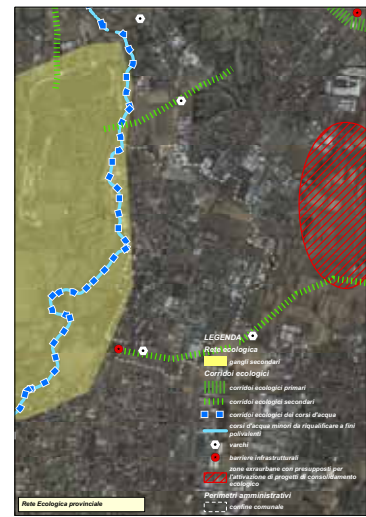 LEGENDA
Rete ecologica
gangli secondari
Corridoi ecologici
corridoi ecologici primari
corridoi ecologici secondari
corridoi ecologici dei corsi d'acqua
corsi d'acqua minori da riqualificare a fini
polivalenti
varchi
barriere infrastrutturali
zone exraurbane con presupposti per
l'attivazione di progetti di consolidamento
ecologico
Perimetri amministrativi
confine comunale
Rete Ecologica provinciale